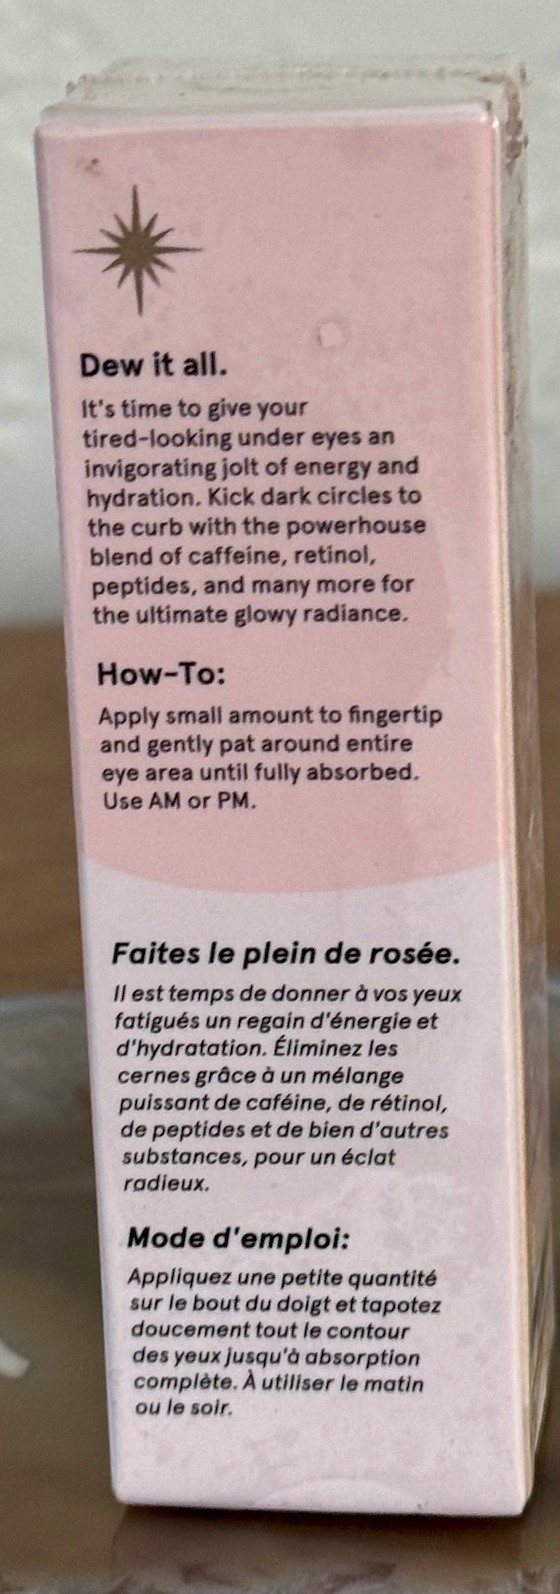 Dew it all.
It's time to give your
tired-looking under eyes an
invigorating jolt of energy and
hydration. Kick dark circles to
the curb with the powerhouse
blend of caffeine, retinol,
peptides, and many more for
the ultimate glowy radiance.
How-To:
Apply small amount to fingertip
and gently pat around entire
eye area until fully absorbed.
Use AM or PM.
Faites le plein de rosée.
Il est temps de donner à vos yeux
fatigués un regain d'énergie et
d'hydratation. Éliminez les
cernes grâce à un mélange
puissant de caféine, de rétinol,
de peptides et de bien d'autres
substances, pour un éclat
radieux.
Mode d'emploi:
Appliquez une petite quantité
sur le bout du doigt et tapotez
doucement tout le contour
des yeux jusqu'à absorption
complète. À utiliser le matin
ou le soir.